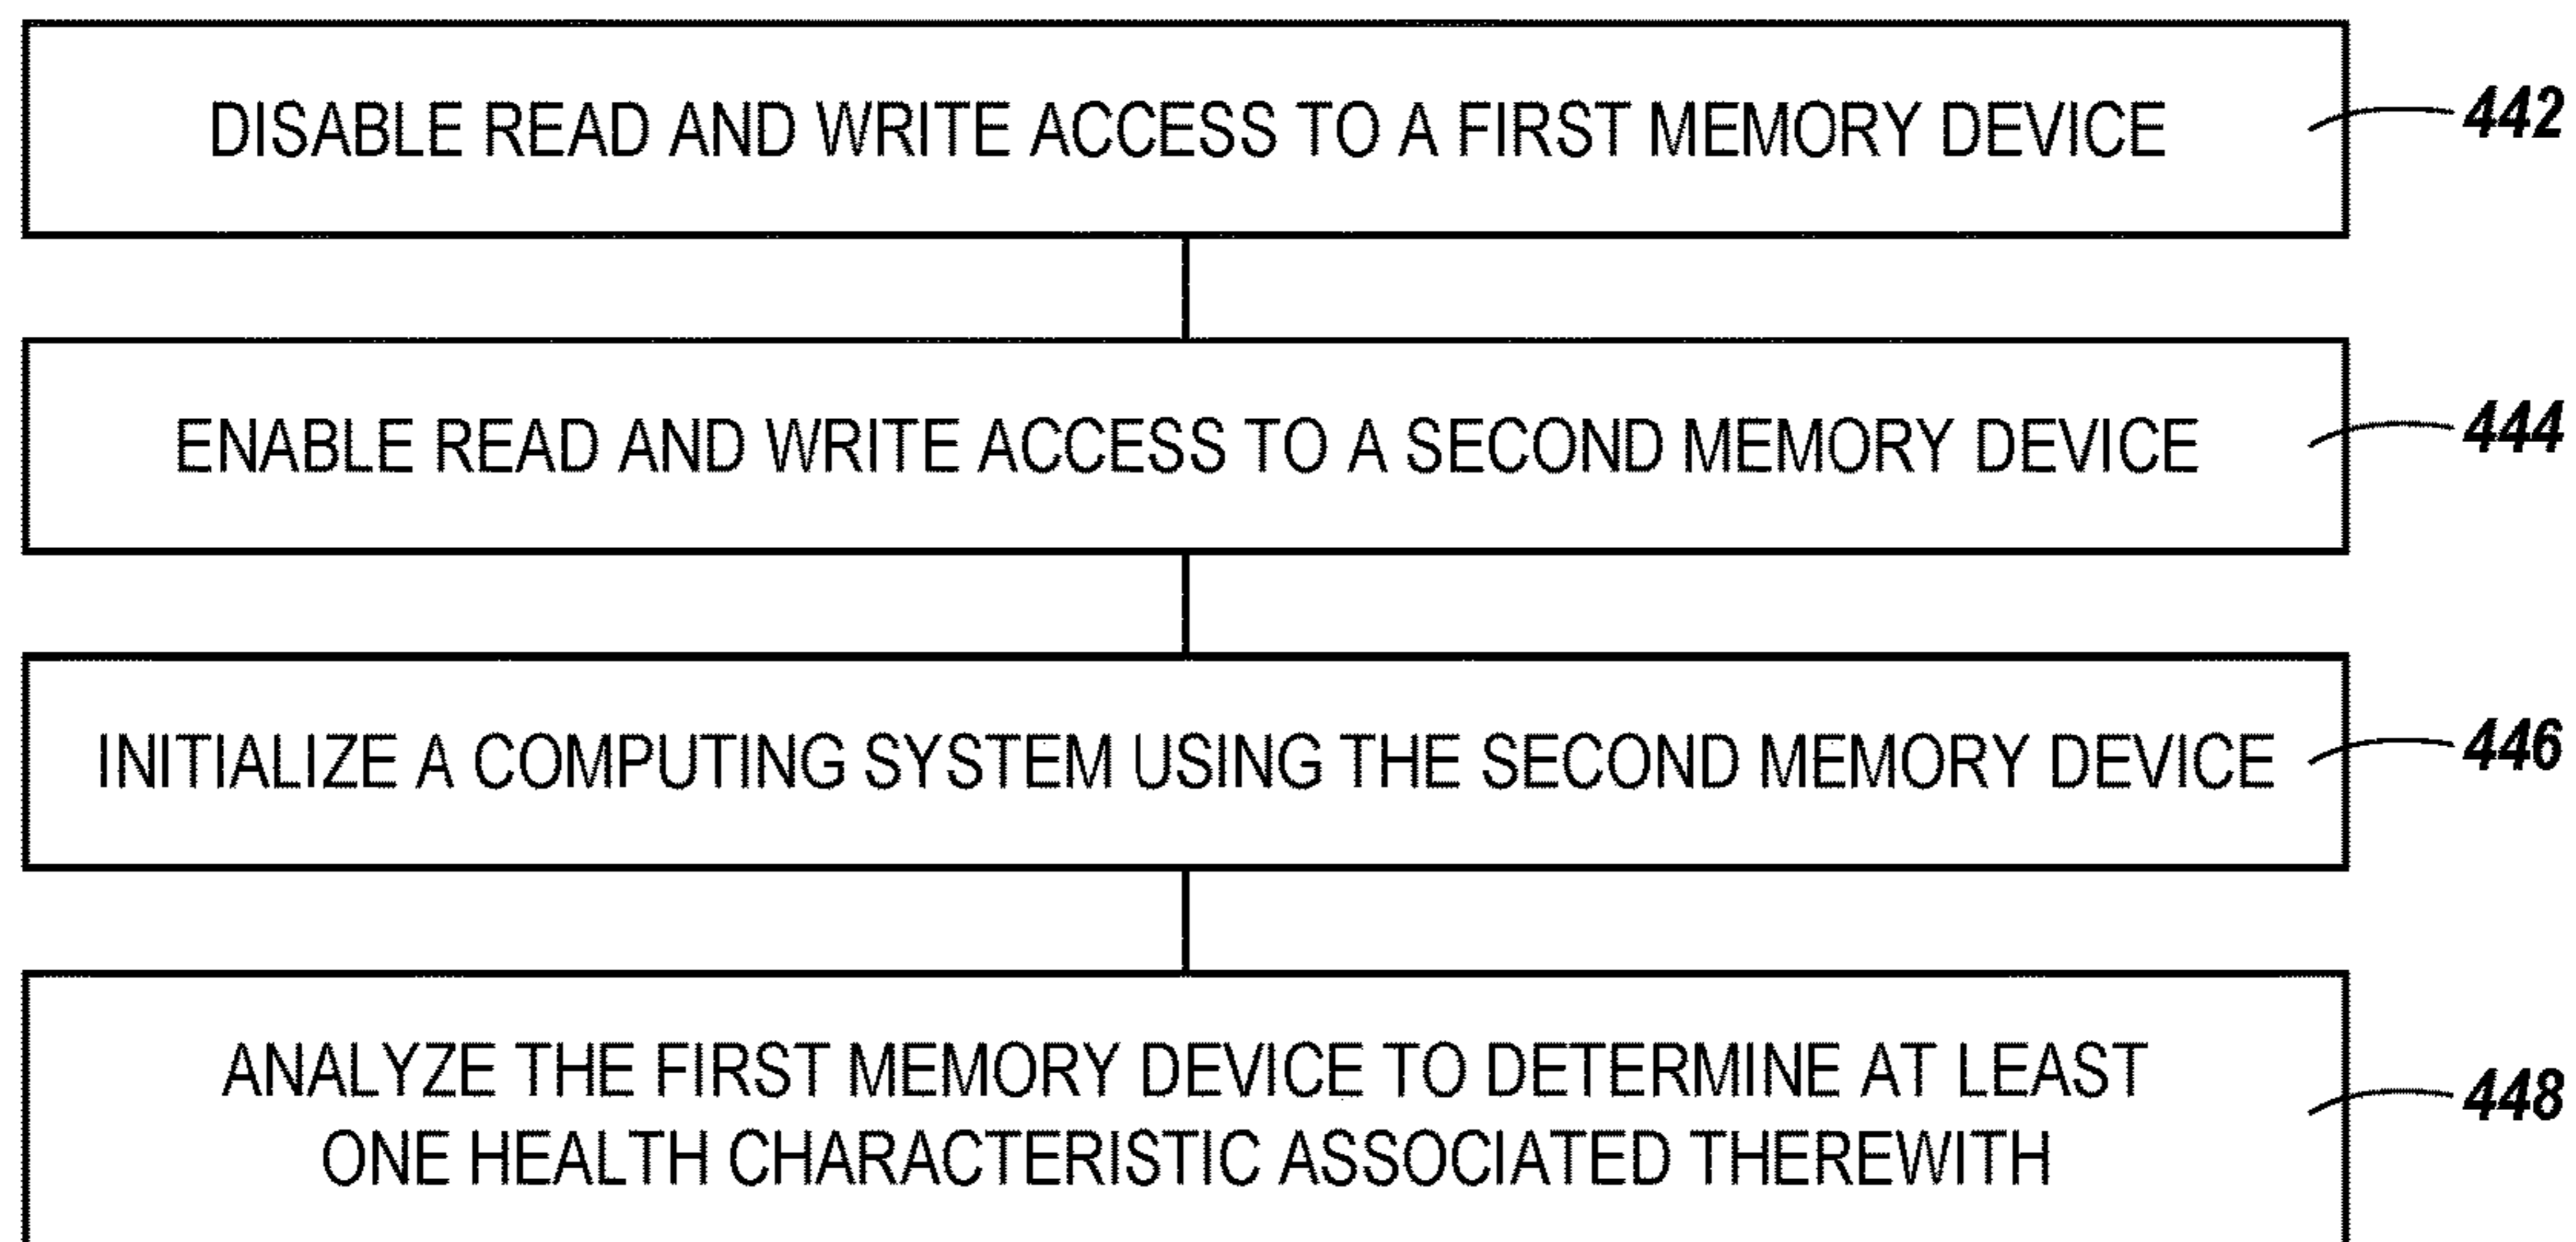 DISABLE READ AND WRITE ACCESS TO A FIRST MEMORY DEVICE 442
ENABLE READ AND WRITE ACCESS TO A SECOND MEMORY DEVICE 444
INITIALIZE A COMPUTING SYSTEM USING THE SECOND MEMORY DEVICE 446
ANALYZE THE FIRST MEMORY DEVICE TO DETERMINE AT LEAST
ONE HEALTH CHARACTERISTIC ASSOCIATED THEREWITH
448